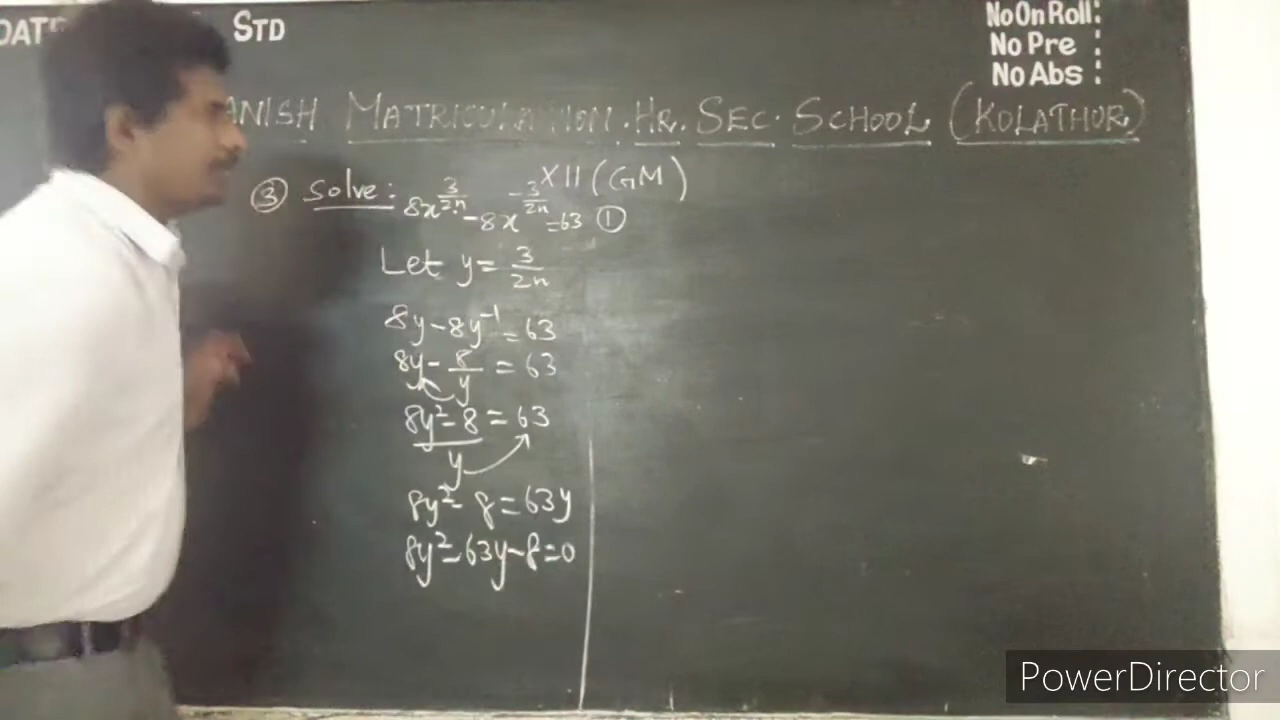 DATE STD
No On Roll:
No Pre :
No Abs :
ANISH MATRICULATION. HR. SEC. SCHOOL (KOLATHUR)
XII (GM)
③ Solve: 8x^{3/2n} - 8x^{-3/2n} = 63 ①
Let y = 3/2n
8y - 8y⁻¹ = 63
8y - 8/y = 63
8y² - 8 / y = 63
8y² - 8 = 63y
8y² - 63y - 8 = 0
PowerDirector